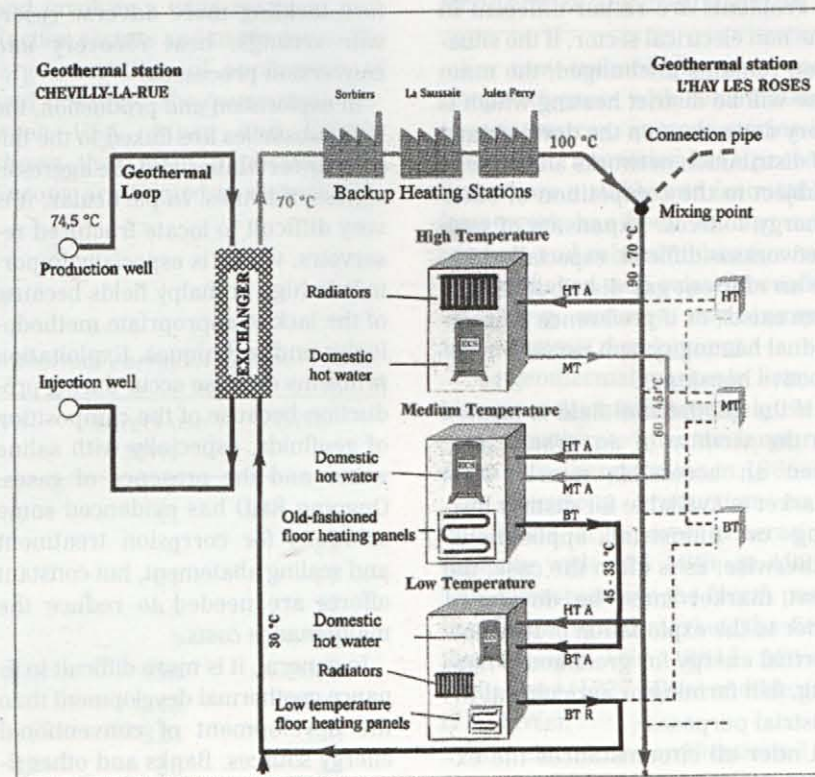 Geothermal station
CHEVILLY-LA-RUE
Sorbiers
La Saussaie
Jules Ferry
Geothermal station
L'HAY LES ROSES
100 °C
Connection pipe
Geothermal
Loop
74,5 °C
70 °C
Backup Heating Stations
Mixing point
Production well
High Temperature
EXCHANGER
Radiators
HT A
HT
Domestic
hot water
Injection well
MT
Medium Temperature
HT
Domestic
hot water
HT A
MTA
Old-fashioned
floor heating panels
BT
BT
45 33 °C
Low Temperature
30 °C
Domestic
hot water
HT A
BT A
Radiators
Low temperature
floor heating panels
BT R